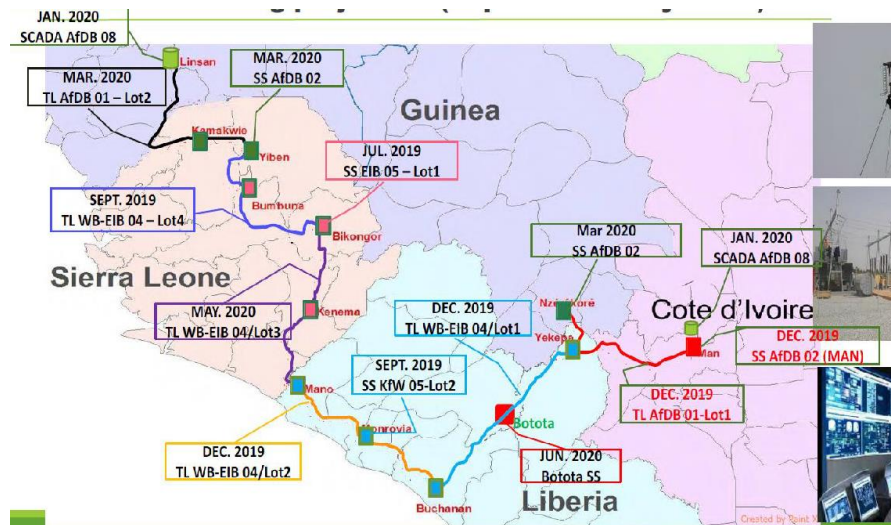 JAN. 2020
SCADA AfDB 08
Linsan
MAR. 2020
SS AfDB 02
MAR. 2020
TL AfDB 01 – Lot2
Guinea
Kamakwie
Yiben
JUL. 2019
SS EIB 05 – Lot1
Bumbuna
SEPT. 2019
TL WB-EIB 04 – Lot4
Bikongor
Mar 2020
SS AfDB 02
JAN. 2020
SCADA AfDB 08
Sierra Leone
MAY. 2020
TL WB-EIB 04/Lot3
Kenema
DEC. 2019
TL WB-EIB 04/Lot1
Cote d'Ivoire
Yekepa
Man
DEC. 2019
SS AfDB 02 (MAN)
SEPT. 2019
SS KfW 05-Lot2
Mano
DEC. 2019
TL AfDB 01-Lot1
Botota
Monrovia
DEC. 2019
TL WB-EIB 04/Lot2
JUN. 2020
Botota SS
Buchanan
Liberia
Created by Paint X